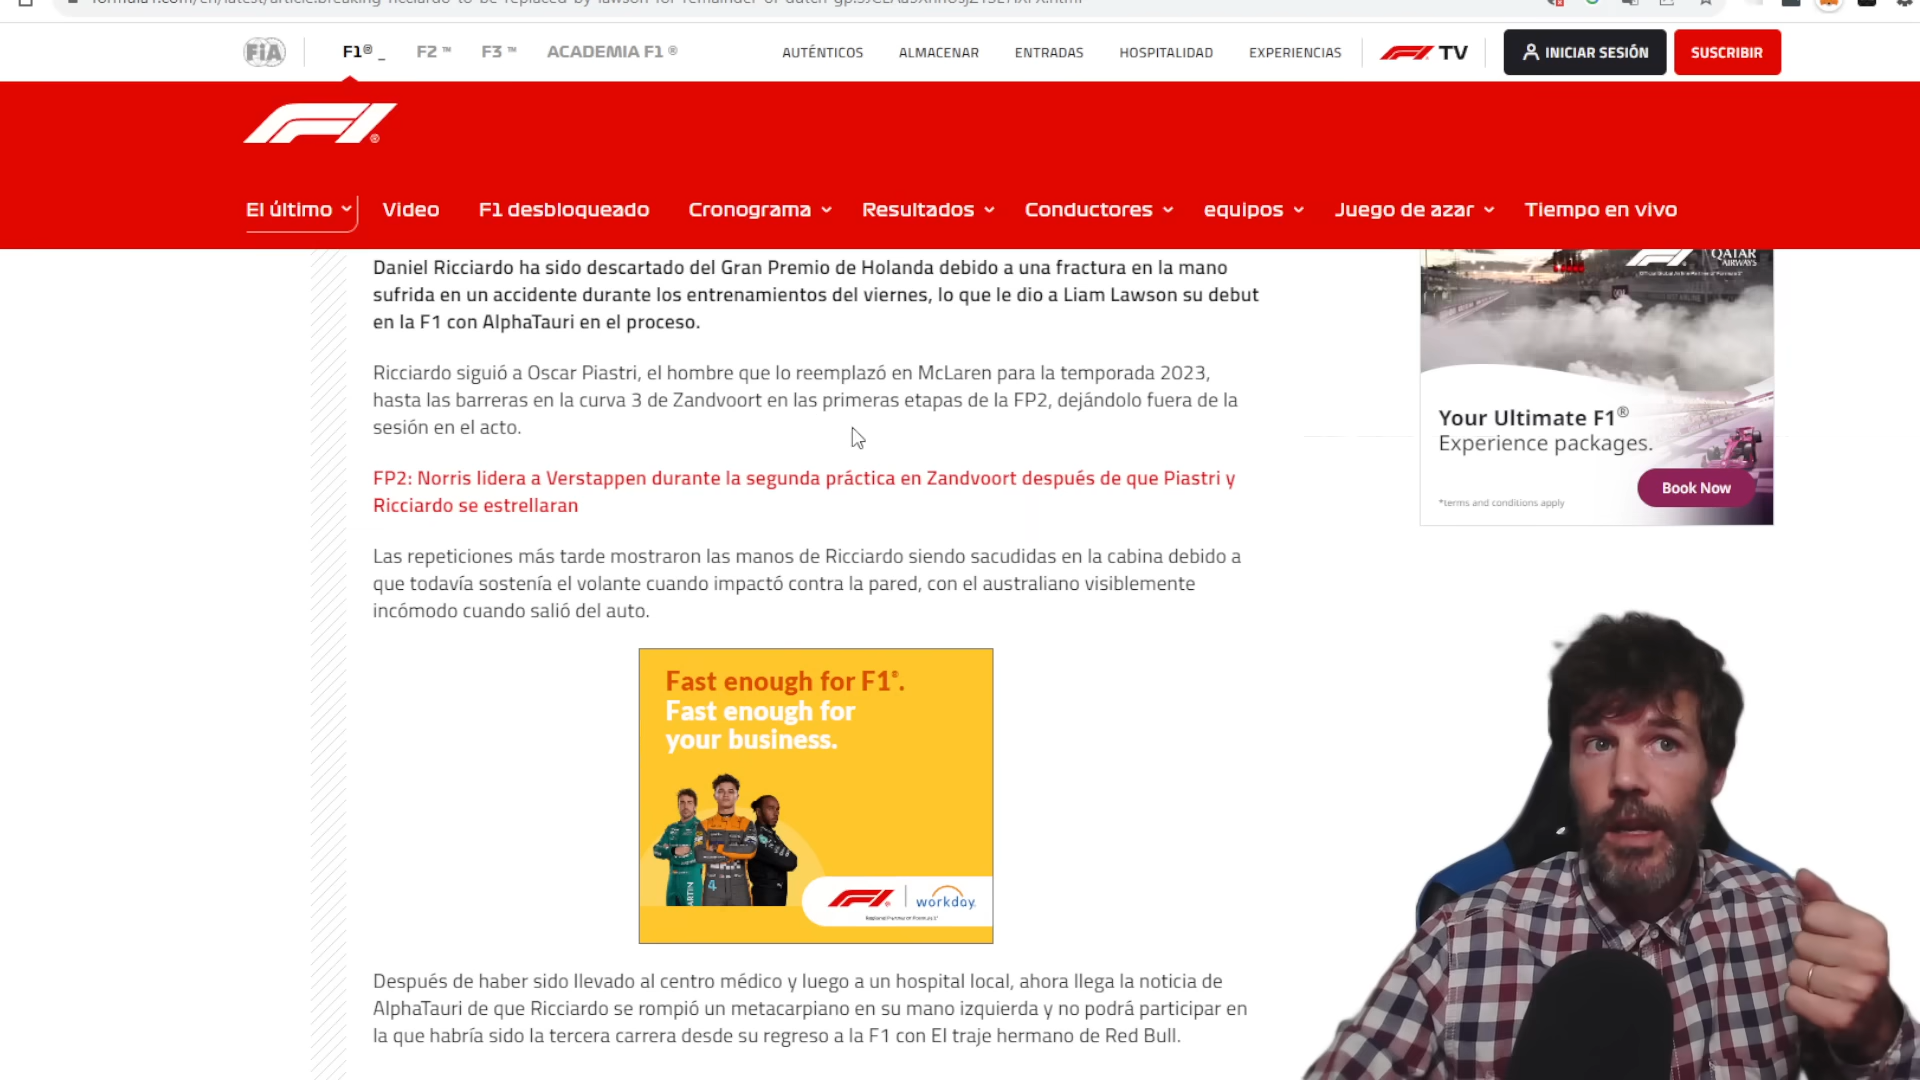 FiA
F1® _
F2 ™
F3 ™
ACADEMIA F1 ®
AUTÉNTICOS
ALMACENAR
ENTRADAS
HOSPITALIDAD
EXPERIENCIAS
F1 TV
INICIAR SESIÓN
SUSCRIBIR
El último
Video
F1 desbloqueado
Cronograma
Resultados
Conductores
equipos
Juego de azar
Tiempo en vivo
Daniel Ricciardo ha sido descartado del Gran Premio de Holanda debido a una fractura en la mano
sufrida en un accidente durante los entrenamientos del viernes, lo que le dio a Liam Lawson su debut
en la F1 con AlphaTauri en el proceso.
Ricciardo siguió a Oscar Piastri, el hombre que lo reemplazó en McLaren para la temporada 2023,
hasta las barreras en la curva 3 de Zandvoort en las primeras etapas de la FP2, dejándolo fuera de la
sesión en el acto.
FP2: Norris lidera a Verstappen durante la segunda práctica en Zandvoort después de que Piastri y
Ricciardo se estrellaran
Las repeticiones más tarde mostraron las manos de Ricciardo siendo sacudidas en la cabina debido a
que todavía sostenía el volante cuando impactó contra la pared, con el australiano visiblemente
incómodo cuando salió del auto.
Fast enough for F1®.
Fast enough for
your business.
F1 | workday.
Después de haber sido llevado al centro médico y luego a un hospital local, ahora llega la noticia de
AlphaTauri de que Ricciardo se rompió un metacarpiano en su mano izquierda y no podrá participar en
la que habría sido la tercera carrera desde su regreso a la F1 con El traje hermano de Red Bull.
QATAR
AIRWAYS
Your Ultimate F1®
Experience packages.
Book Now
*terms and conditions apply